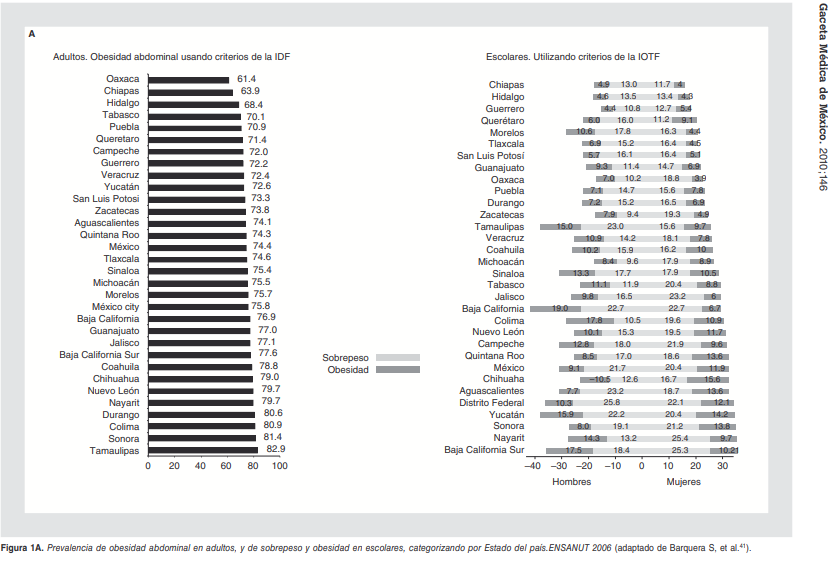 Gaceta Médica de México. 2010;146
A
Adultos. Obesidad abdominal usando criterios de la IDF
Oaxaca 61.4
Chiapas 63.9
Hidalgo 68.4
Tabasco 70.1
Puebla 70.9
Queretaro 71.4
Campeche 72.0
Guerrero 72.2
Veracruz 72.4
Yucatán 72.6
San Luis Potosi 73.3
Zacatecas 73.8
Aguascalientes 74.1
Quintana Roo 74.3
México 74.4
Tlaxcala 74.6
Sinaloa 75.4
Michoacán 75.5
Morelos 75.7
México city 75.8
Baja California 76.9
Guanajuato 77.0
Jalisco 77.1
Baja California Sur 77.6
Coahuila 78.8
Chihuahua 79.0
Nuevo León 79.7
Nayarit 79.7
Durango 80.6
Colima 80.9
Sonora 81.4
Tamaulipas 82.9
0 20 40 60 80 100
Escolares. Utilizando criterios de la IOTF
Chiapas 4.9 13.0 11.7 4
Hidalgo 4.6 13.5 13.4 4.3
Guerrero 4.4 10.8 12.7 5.4
Querétaro 6.0 16.0 11.2 9.1
Morelos 10.6 17.8 16.3 4.4
Tlaxcala 6.9 15.2 16.4 4.5
San Luis Potosí 5.7 16.1 16.4 5.1
Guanajuato 9.3 11.4 14.7 6.9
Oaxaca 7.0 10.2 18.8 3.9
Puebla 7.1 14.7 15.6 7.8
Durango 7.2 15.2 16.5 6.9
Zacatecas 7.9 9.4 19.3 4.9
Tamaulipas 15.0 23.0 15.6 9.7
Veracruz 10.9 14.2 18.1 7.8
Coahuila 10.2 15.9 16.2 10
Michoacán 8.4 9.6 17.9 8.9
Sinaloa 13.3 17.7 17.9 10.5
Tabasco 11.1 11.9 20.4 8.8
Jalisco 9.8 16.5 23.2 6
Baja California 19.0 22.7 22.7 6.7
Colima 17.8 10.5 19.6 10.9
Nuevo León 10.1 15.3 19.5 11.7
Campeche 12.8 18.0 21.9 9.6
Quintana Roo 8.5 17.0 18.6 13.6
México 9.1 21.7 20.4 11.9
Chihuaha −10.5 12.6 16.7 15.6
Aguascalientes 7.7 23.2 18.7 13.6
Distrito Federal 10.3 25.8 22.1 12.1
Yucatán 15.9 22.2 20.4 14.2
Sonora 8.0 19.1 21.2 13.8
Nayarit 14.3 13.2 25.4 9.7
Baja California Sur 17.5 18.4 25.3 10.21
−40 −30 −20 −10 0 10 20 30
Hombres Mujeres
Sobrepeso
Obesidad
Figura 1A. Prevalencia de obesidad abdominal en adultos, y de sobrepeso y obesidad en escolares, categorizando por Estado del país.ENSANUT 2006 (adaptado de Barquera S, et al.41).